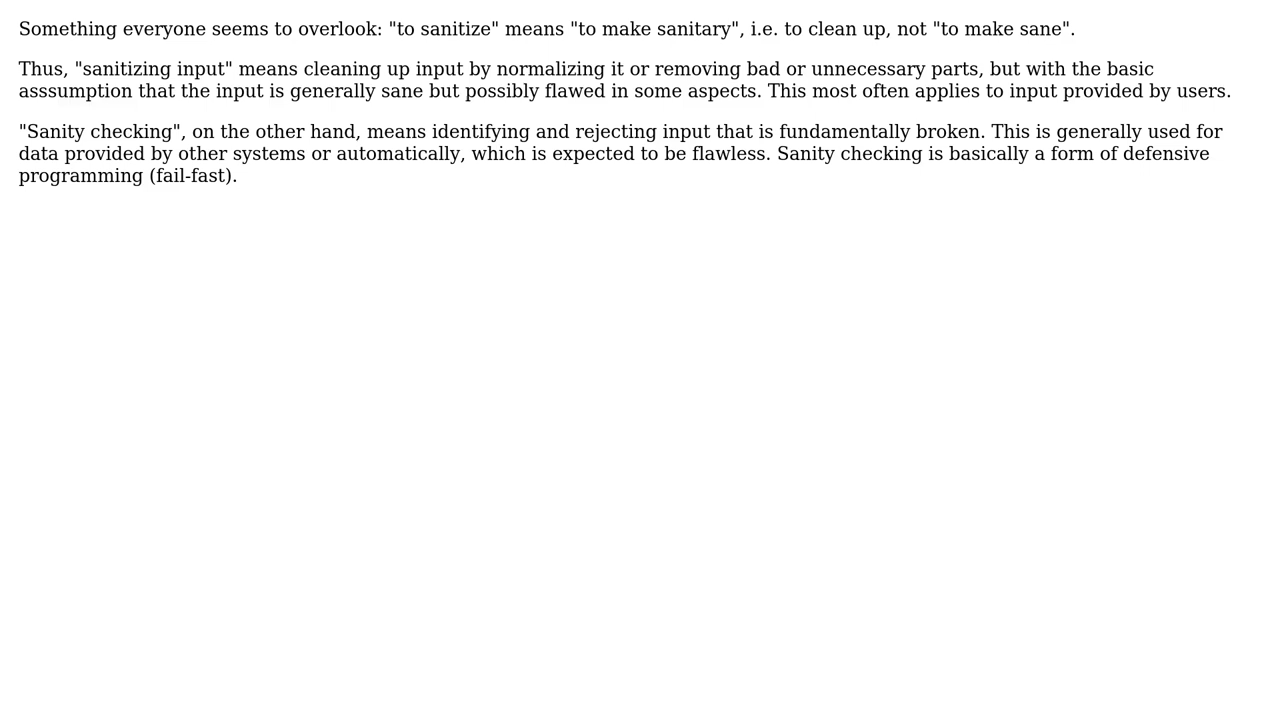 Something everyone seems to overlook: "to sanitize" means "to make sanitary", i.e. to clean up, not "to make sane".
Thus, "sanitizing input" means cleaning up input by normalizing it or removing bad or unnecessary parts, but with the basic
asssumption that the input is generally sane but possibly flawed in some aspects. This most often applies to input provided by users.
"Sanity checking", on the other hand, means identifying and rejecting input that is fundamentally broken. This is generally used for
data provided by other systems or automatically, which is expected to be flawless. Sanity checking is basically a form of defensive
programming (fail-fast).